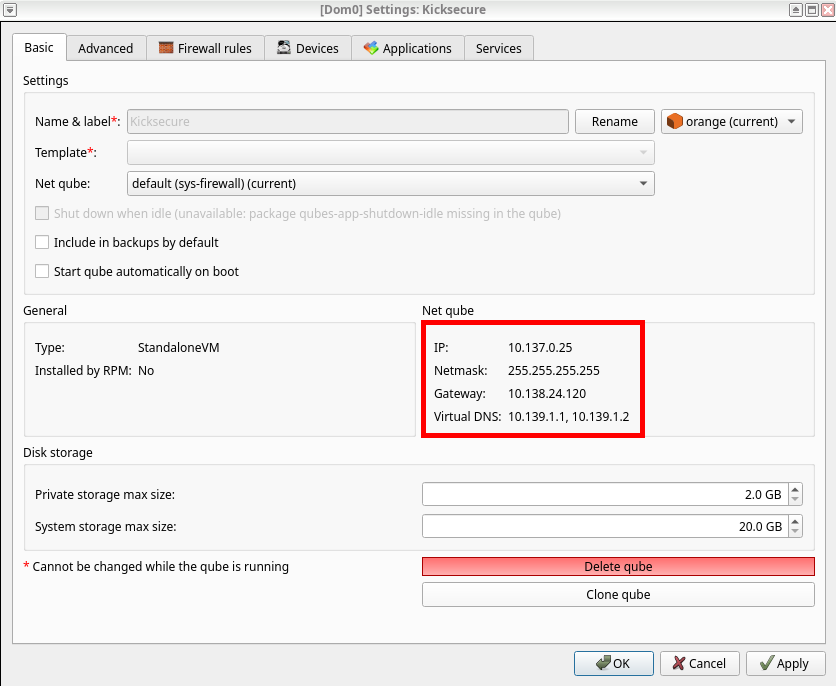 [Dom0] Settings: Kicksecure
Basic Advanced Firewall rules Devices Applications Services
Settings
Name & label*: Kicksecure Rename orange (current)
Template*:
Net qube: default (sys-firewall) (current)
Shut down when idle (unavailable: package qubes-app-shutdown-idle missing in the qube)
Include in backups by default
Start qube automatically on boot
General
Type: StandaloneVM
Installed by RPM: No
Net qube
IP: 10.137.0.25
Netmask: 255.255.255.255
Gateway: 10.138.24.120
Virtual DNS: 10.139.1.1, 10.139.1.2
Disk storage
Private storage max size: 2.0 GB
System storage max size: 20.0 GB
* Cannot be changed while the qube is running
Delete qube
Clone qube
OK Cancel Apply